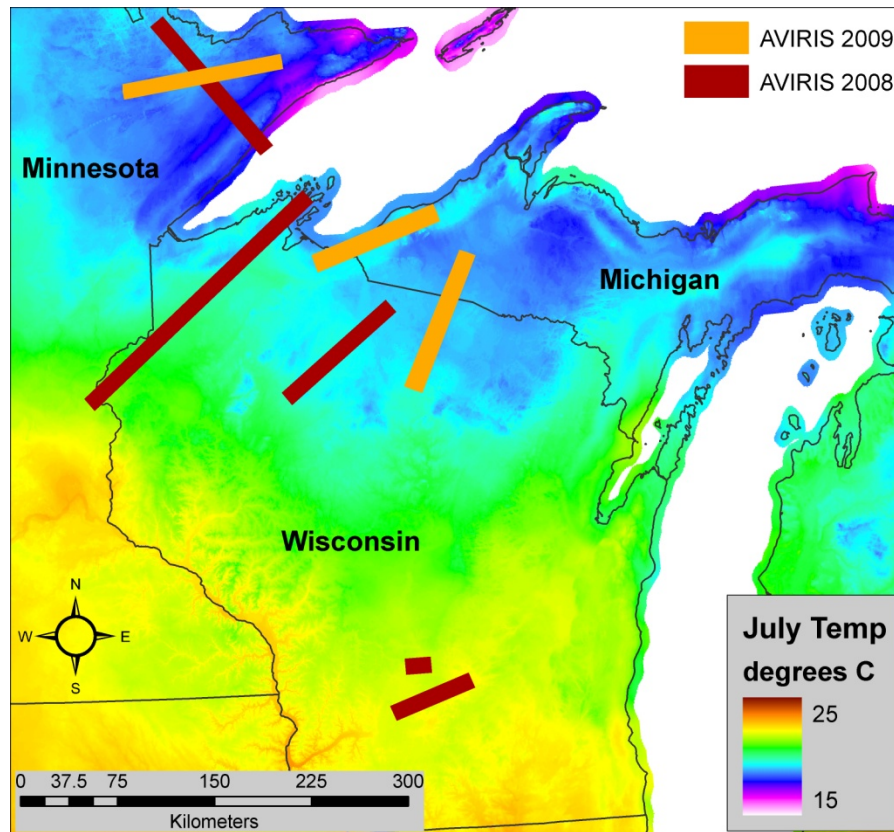 AVIRIS 2009
AVIRIS 2008
Minnesota
Michigan
Wisconsin
N
W E
S
July Temp
degrees C
25
15
0 37.5 75 150 225 300
Kilometers